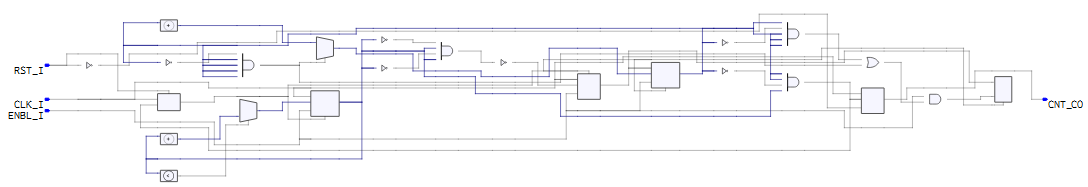 RST_I
CLK_I
ENBL_I
CNT_CO